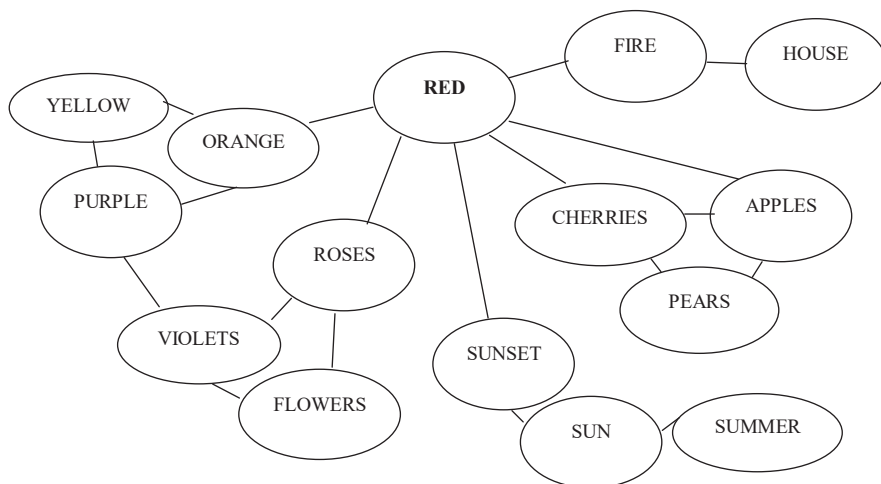 FIRE
HOUSE
RED
YELLOW
ORANGE
PURPLE
CHERRIES
APPLES
ROSES
PEARS
VIOLETS
SUNSET
FLOWERS
SUN
SUMMER